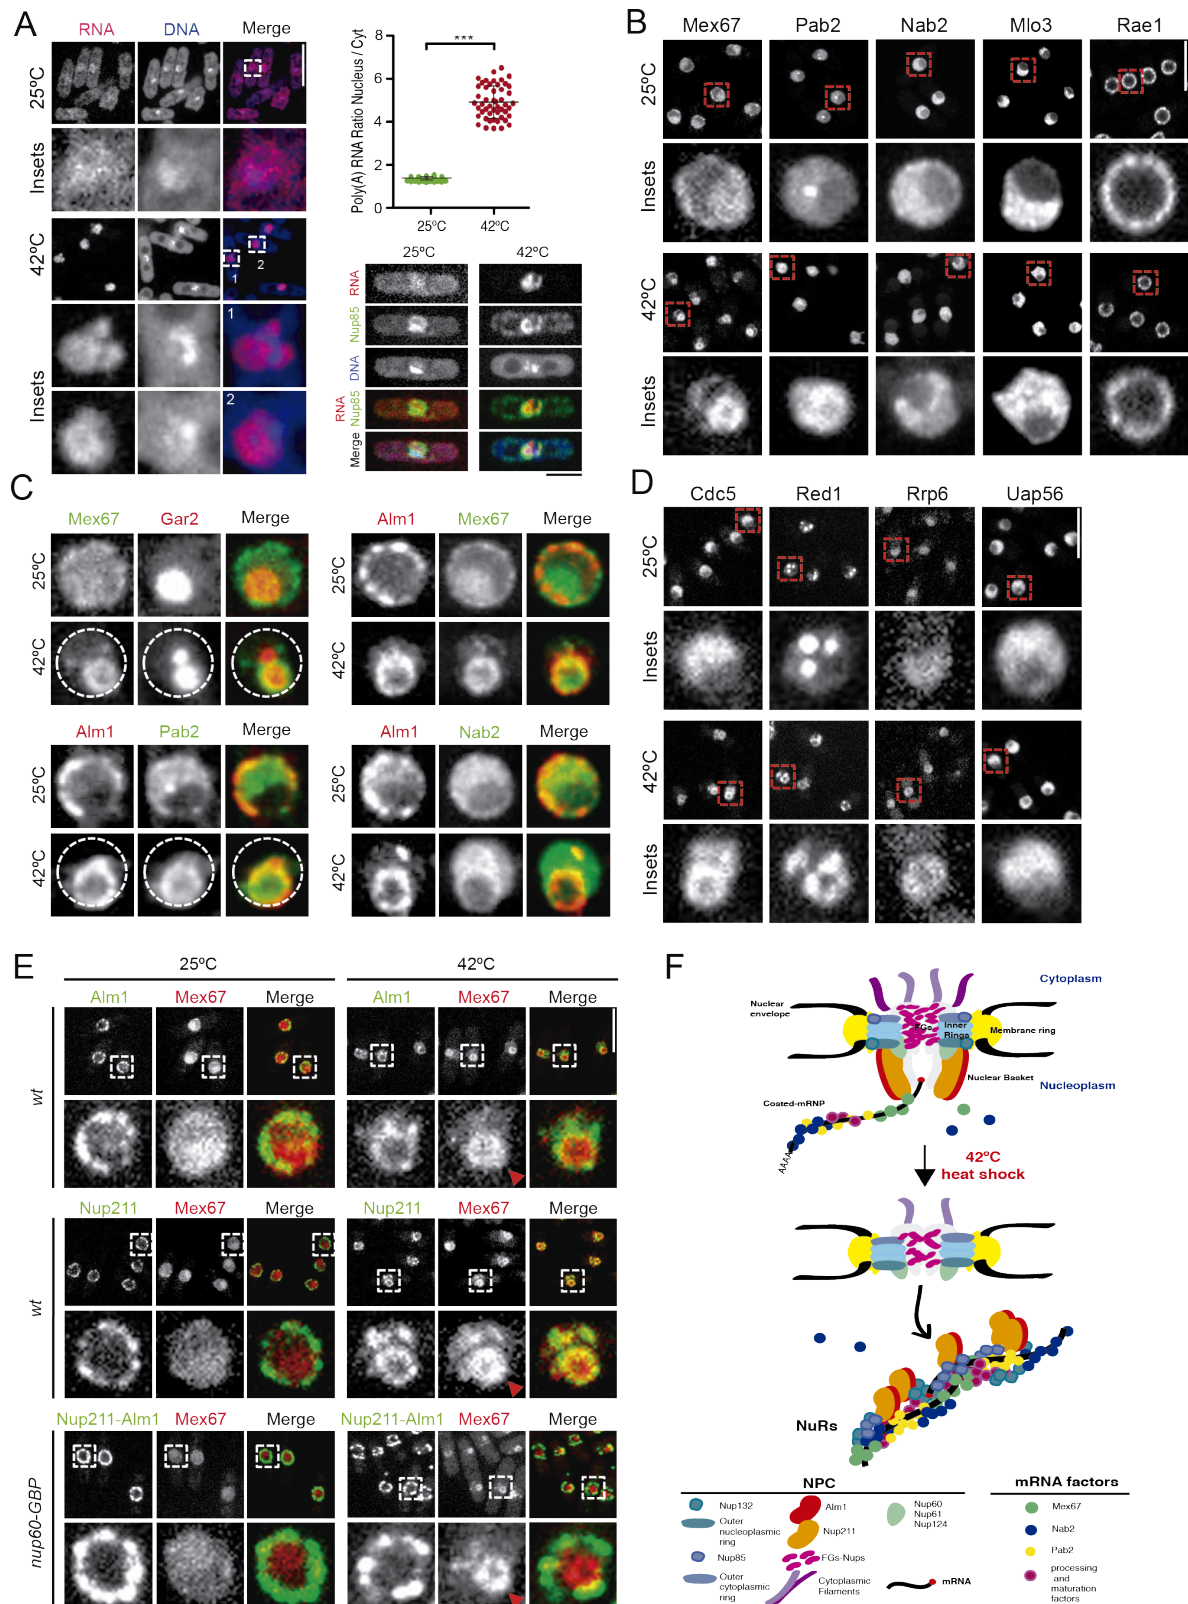 A
RNA
DNA
Merge
25ºC
Insets
42ºC
1
2
Insets
1
2
Poly(A) RNA Ratio Nucleus / Cyt
8
6
4
2
0
***
25ºC
42ºC
25ºC
42ºC
RNA
Nup85
DNA
RNA
Nup85
Merge
B
Mex67
Pab2
Nab2
Mlo3
Rae1
25ºC
Insets
42ºC
Insets
C
Mex67
Gar2
Merge
25ºC
42ºC
Alm1
Mex67
Merge
25ºC
42ºC
Alm1
Pab2
Merge
25ºC
42ºC
Alm1
Nab2
Merge
25ºC
42ºC
D
Cdc5
Red1
Rrp6
Uap56
25ºC
Insets
42ºC
Insets
E
25ºC
42ºC
Alm1
Mex67
Merge
Alm1
Mex67
Merge
wt
Nup211
Mex67
Merge
Nup211
Mex67
Merge
wt
Nup211-Alm1
Mex67
Merge
Nup211-Alm1
Mex67
Merge
nup60-GBP
F
Cytoplasm
Nuclear
envelope
FGs
Inner
Rings
Membrane ring
Nuclear Basket
Nucleoplasm
Coated-mRNP
AAAA
42ºC
heat shock
NuRs
NPC
Nup132
Outer
nucleoplasmic
ring
Nup85
Outer
cytoplasmic
ring
Alm1
Nup211
FGs-Nups
Cytoplasmic
Filaments
Nup60
Nup61
Nup124
mRNA
mRNA factors
Mex67
Nab2
Pab2
processing
and
maturation
factors